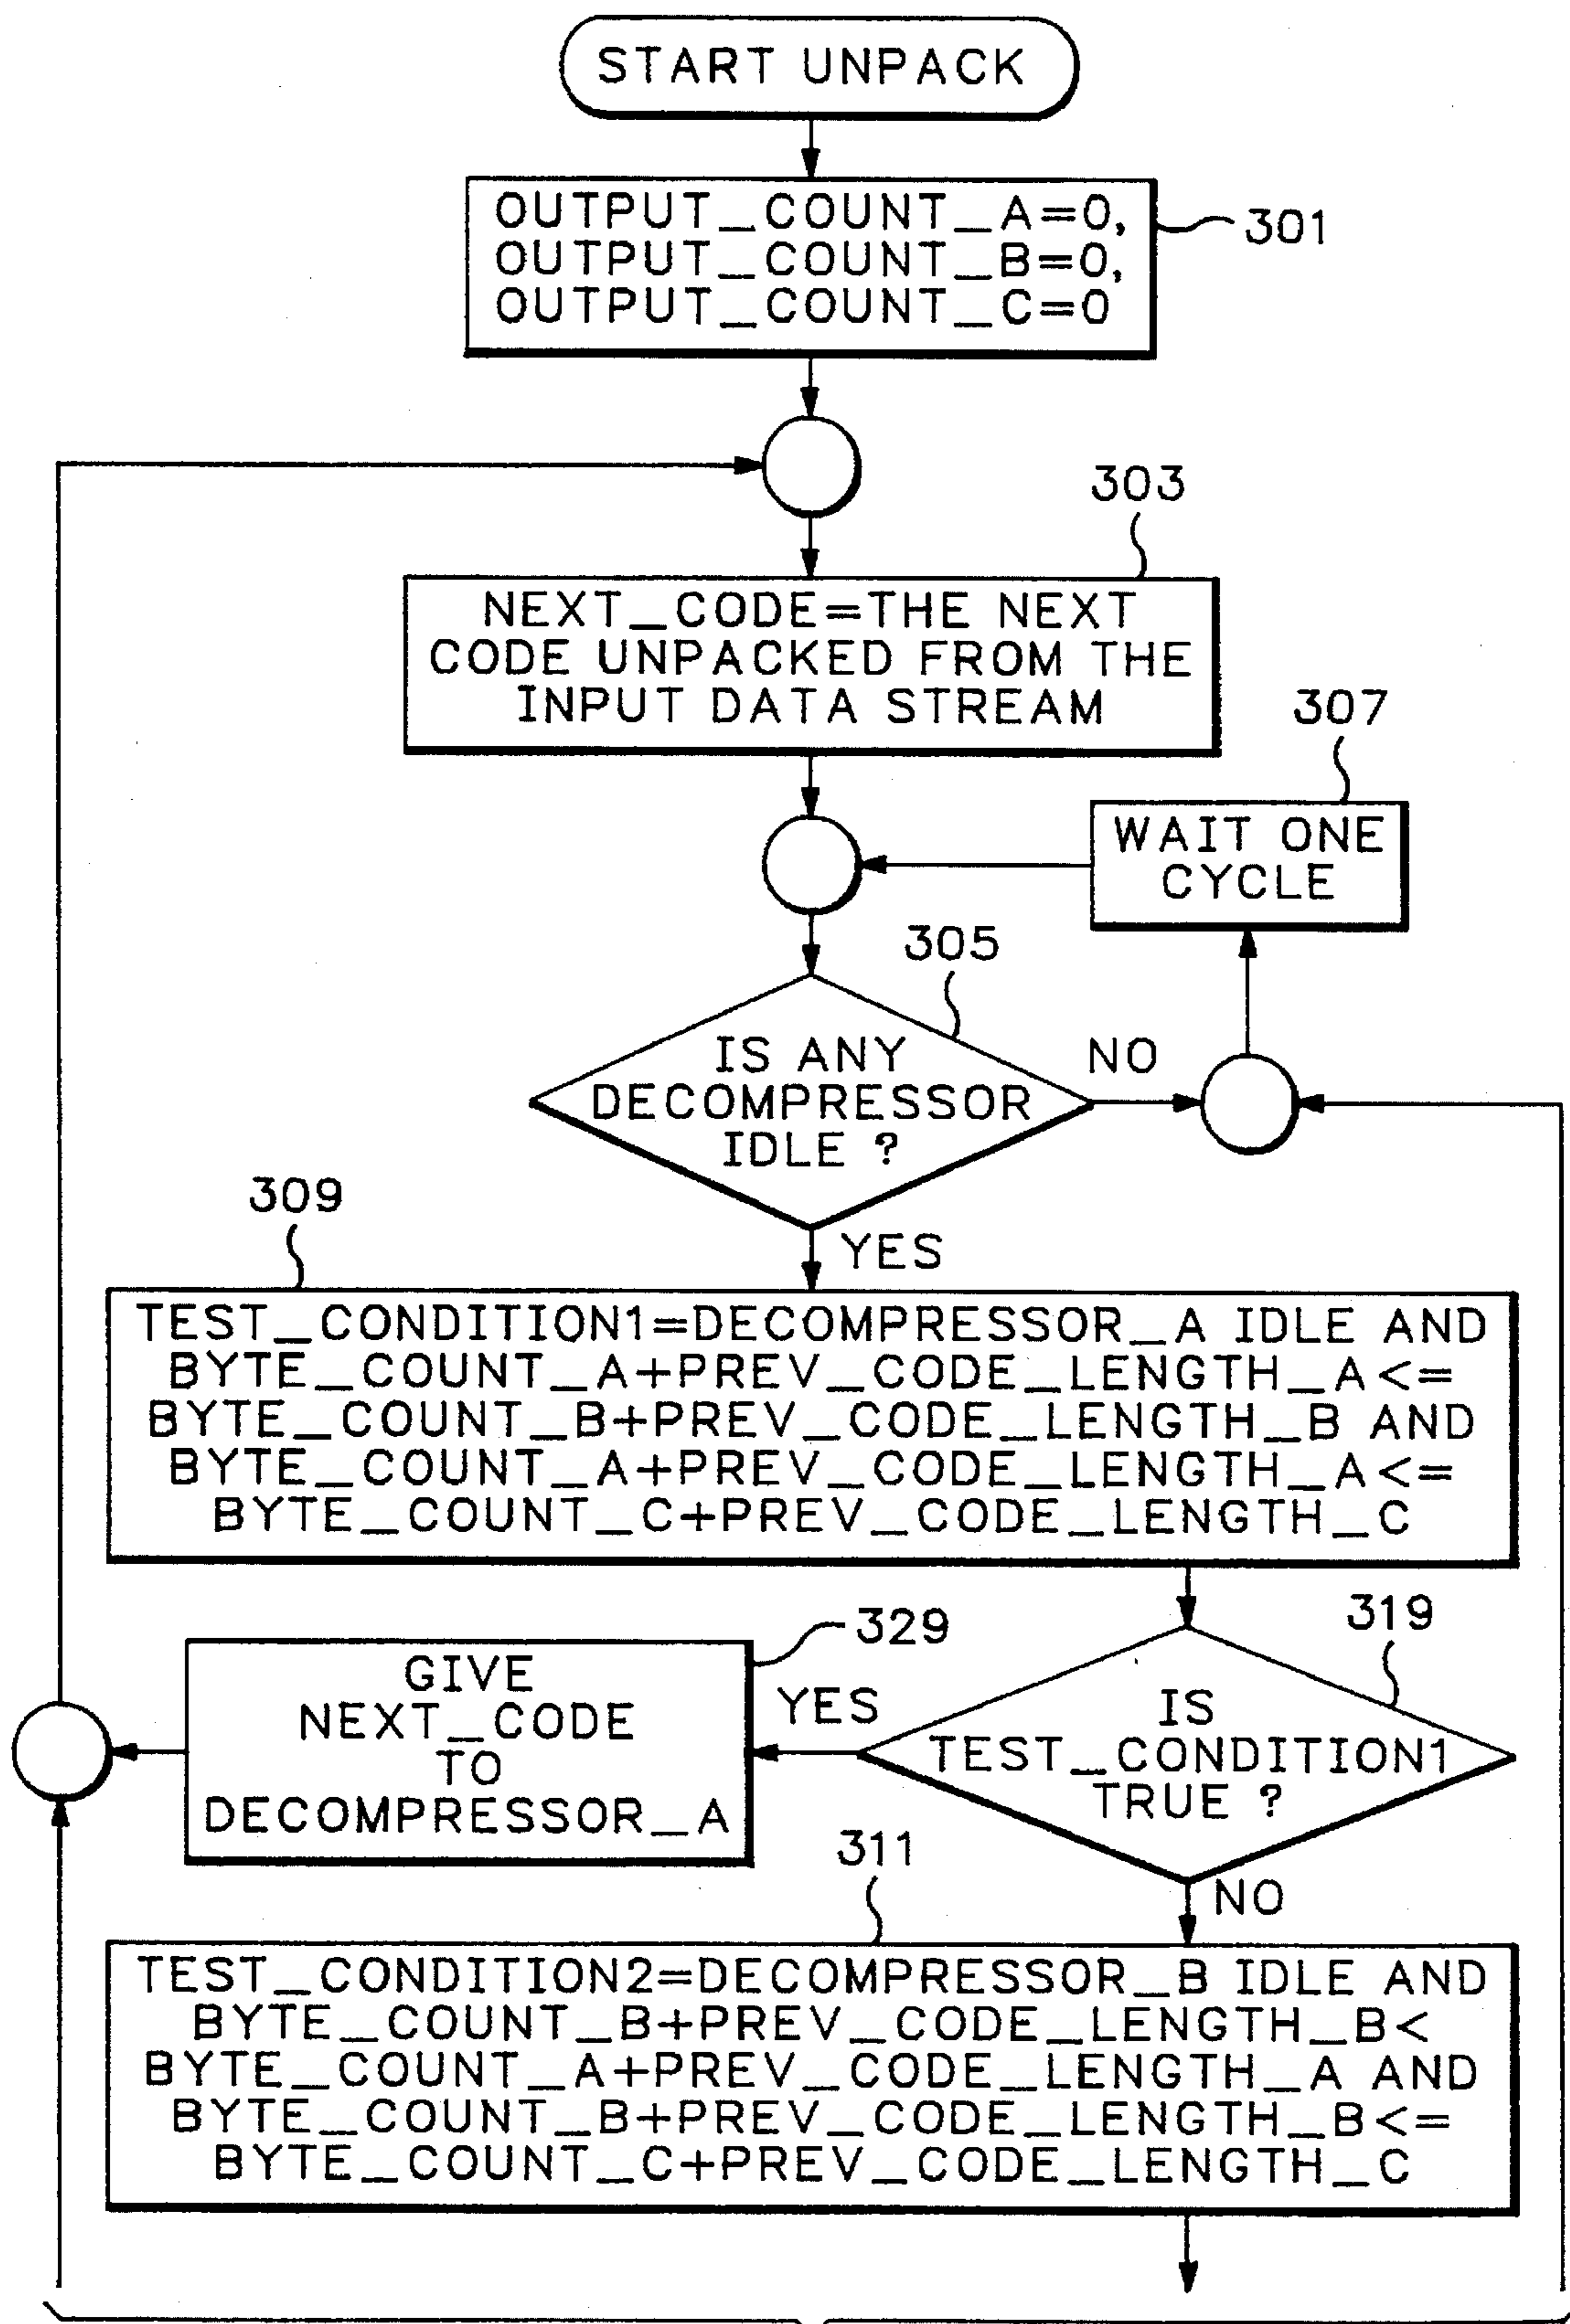 START UNPACK
OUTPUT_COUNT_A=0,
OUTPUT_COUNT_B=0,
OUTPUT_COUNT_C=0
301
303
NEXT_CODE=THE NEXT
CODE UNPACKED FROM THE
INPUT DATA STREAM
307
WAIT ONE
CYCLE
305
IS ANY
DECOMPRESSOR
IDLE ?
NO
YES
309
TEST_CONDITION1=DECOMPRESSOR_A IDLE AND
BYTE_COUNT_A+PREV_CODE_LENGTH_A<=
BYTE_COUNT_B+PREV_CODE_LENGTH_B AND
BYTE_COUNT_A+PREV_CODE_LENGTH_A<=
BYTE_COUNT_C+PREV_CODE_LENGTH_C
319
329
GIVE
NEXT_CODE
TO
DECOMPRESSOR_A
YES
IS
TEST_CONDITION1
TRUE ?
NO
311
TEST_CONDITION2=DECOMPRESSOR_B IDLE AND
BYTE_COUNT_B+PREV_CODE_LENGTH_B<
BYTE_COUNT_A+PREV_CODE_LENGTH_A AND
BYTE_COUNT_B+PREV_CODE_LENGTH_B<=
BYTE_COUNT_C+PREV_CODE_LENGTH_C